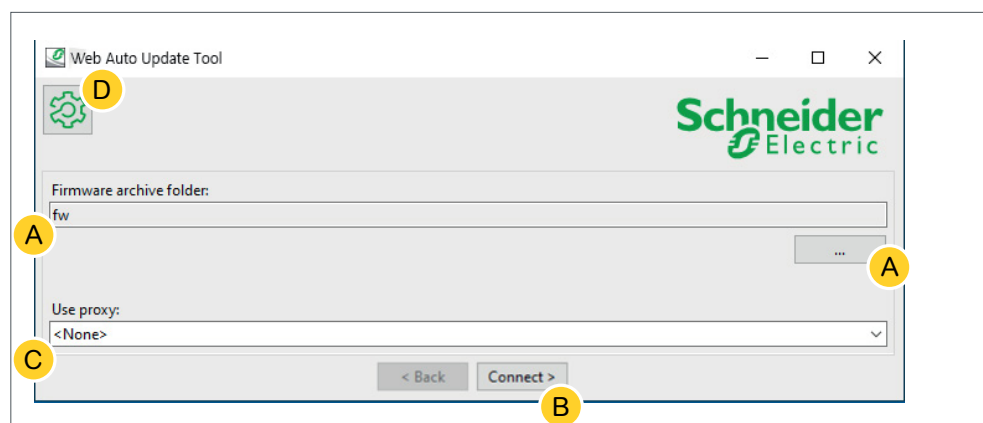 Web Auto Update Tool
D
Schneider
Electric
Firmware archive folder:
fw
A
...
A
Use proxy:
<None>
C
< Back
Connect >
B